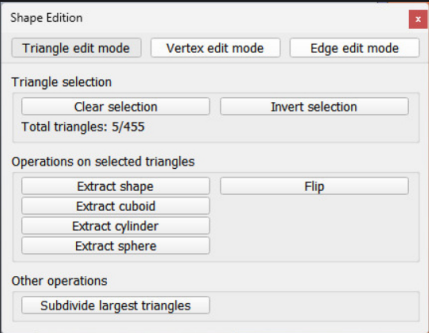 Shape Edition
x
Triangle edit mode Vertex edit mode Edge edit mode
Triangle selection
Clear selection Invert selection
Total triangles: 5/455
Operations on selected triangles
Extract shape Flip
Extract cuboid
Extract cylinder
Extract sphere
Other operations
Subdivide largest triangles